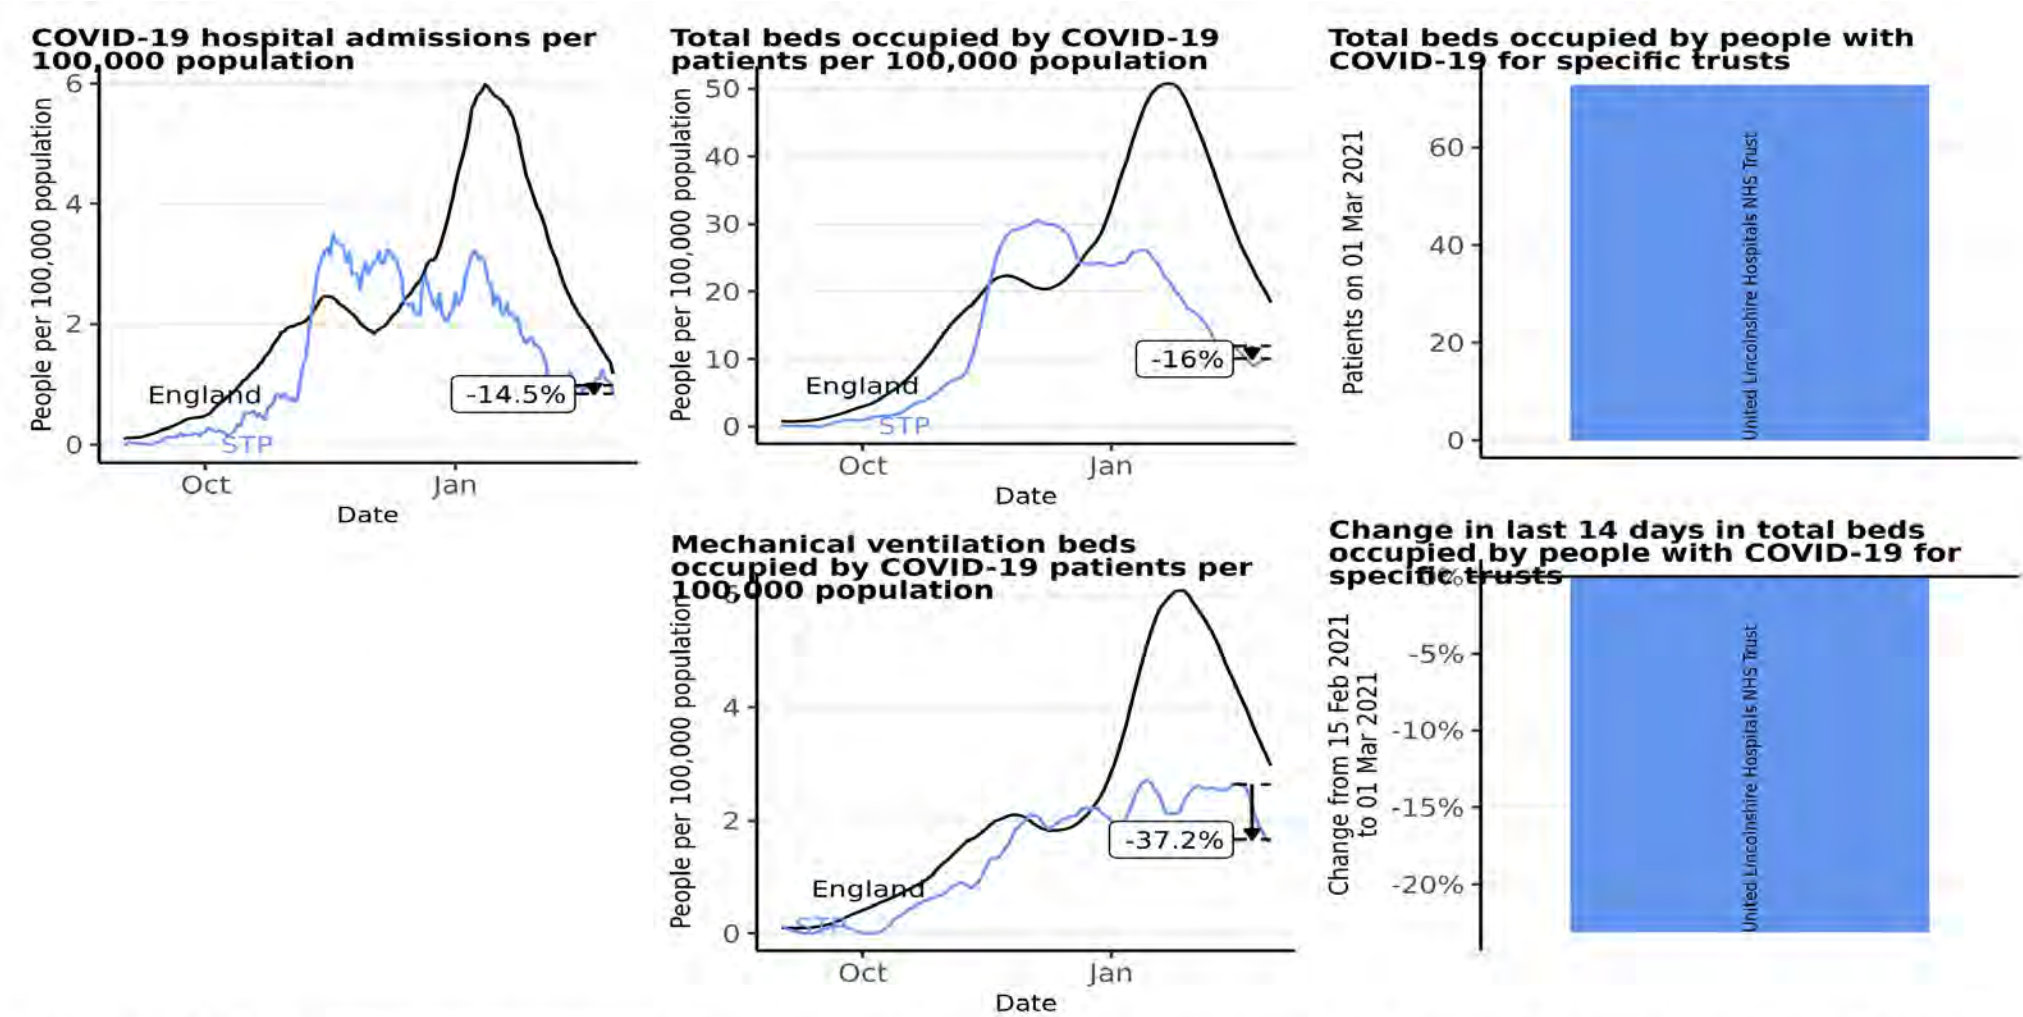 COVID-19 hospital admissions per
100,000 population
People per 100,000 population
6
4
2
0
England
STP
-14.5%
Oct
Jan
Date
Total beds occupied by COVID-19
patients per 100,000 population
People per 100,000 population
50
40
30
20
10
0
England
STP
-16%
Oct
Jan
Date
Total beds occupied by people with
COVID-19 for specific trusts
Patients on 01 Mar 2021
60
40
20
0
United Lincolnshire Hospitals NHS Trust
Mechanical ventilation beds
occupied by COVID-19 patients per
100,000 population
People per 100,000 population
4
2
0
England
STP
-37.2%
Oct
Jan
Date
Change in last 14 days in total beds
occupied by people with COVID-19 for
specific trusts
Change from 15 Feb 2021
to 01 Mar 2021
0%
-5%
-10%
-15%
-20%
United Lincolnshire Hospitals NHS Trust